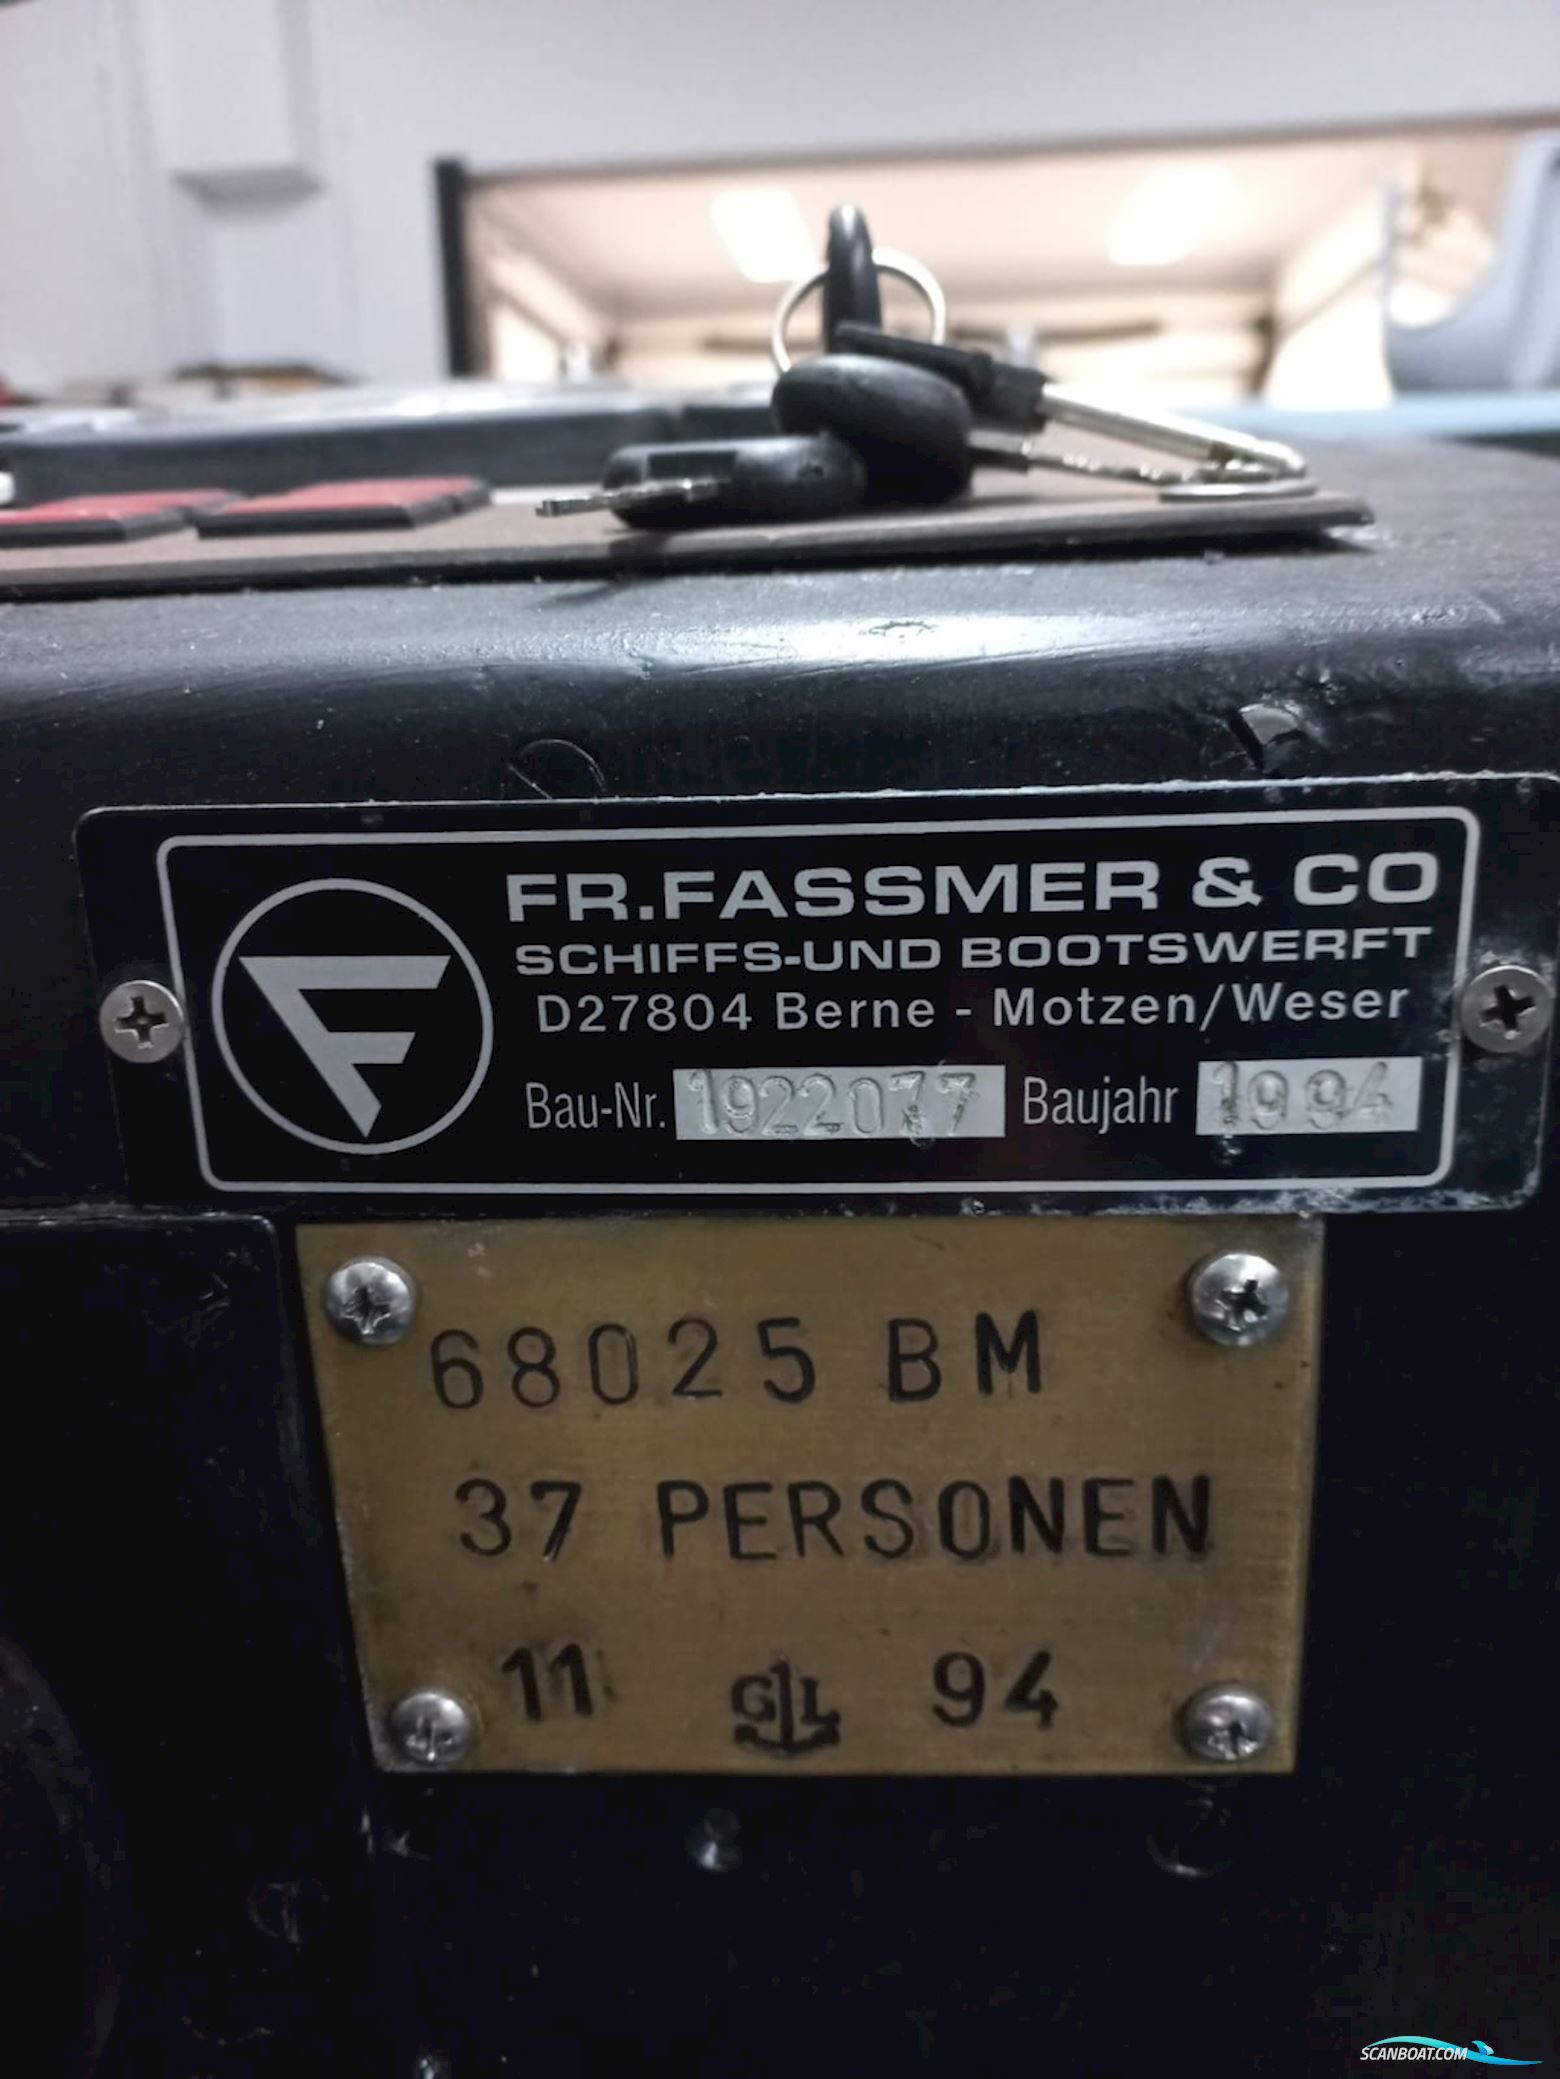 FR.FASSMER & CO
SCHIFFS-UND BOOTSWERFT
D27804 Berne - Motzen/Weser
Bau-Nr. 1922077 Baujahr 1994
68025 BM
37 PERSONEN
11 GL 94
SCANBOAT.COM